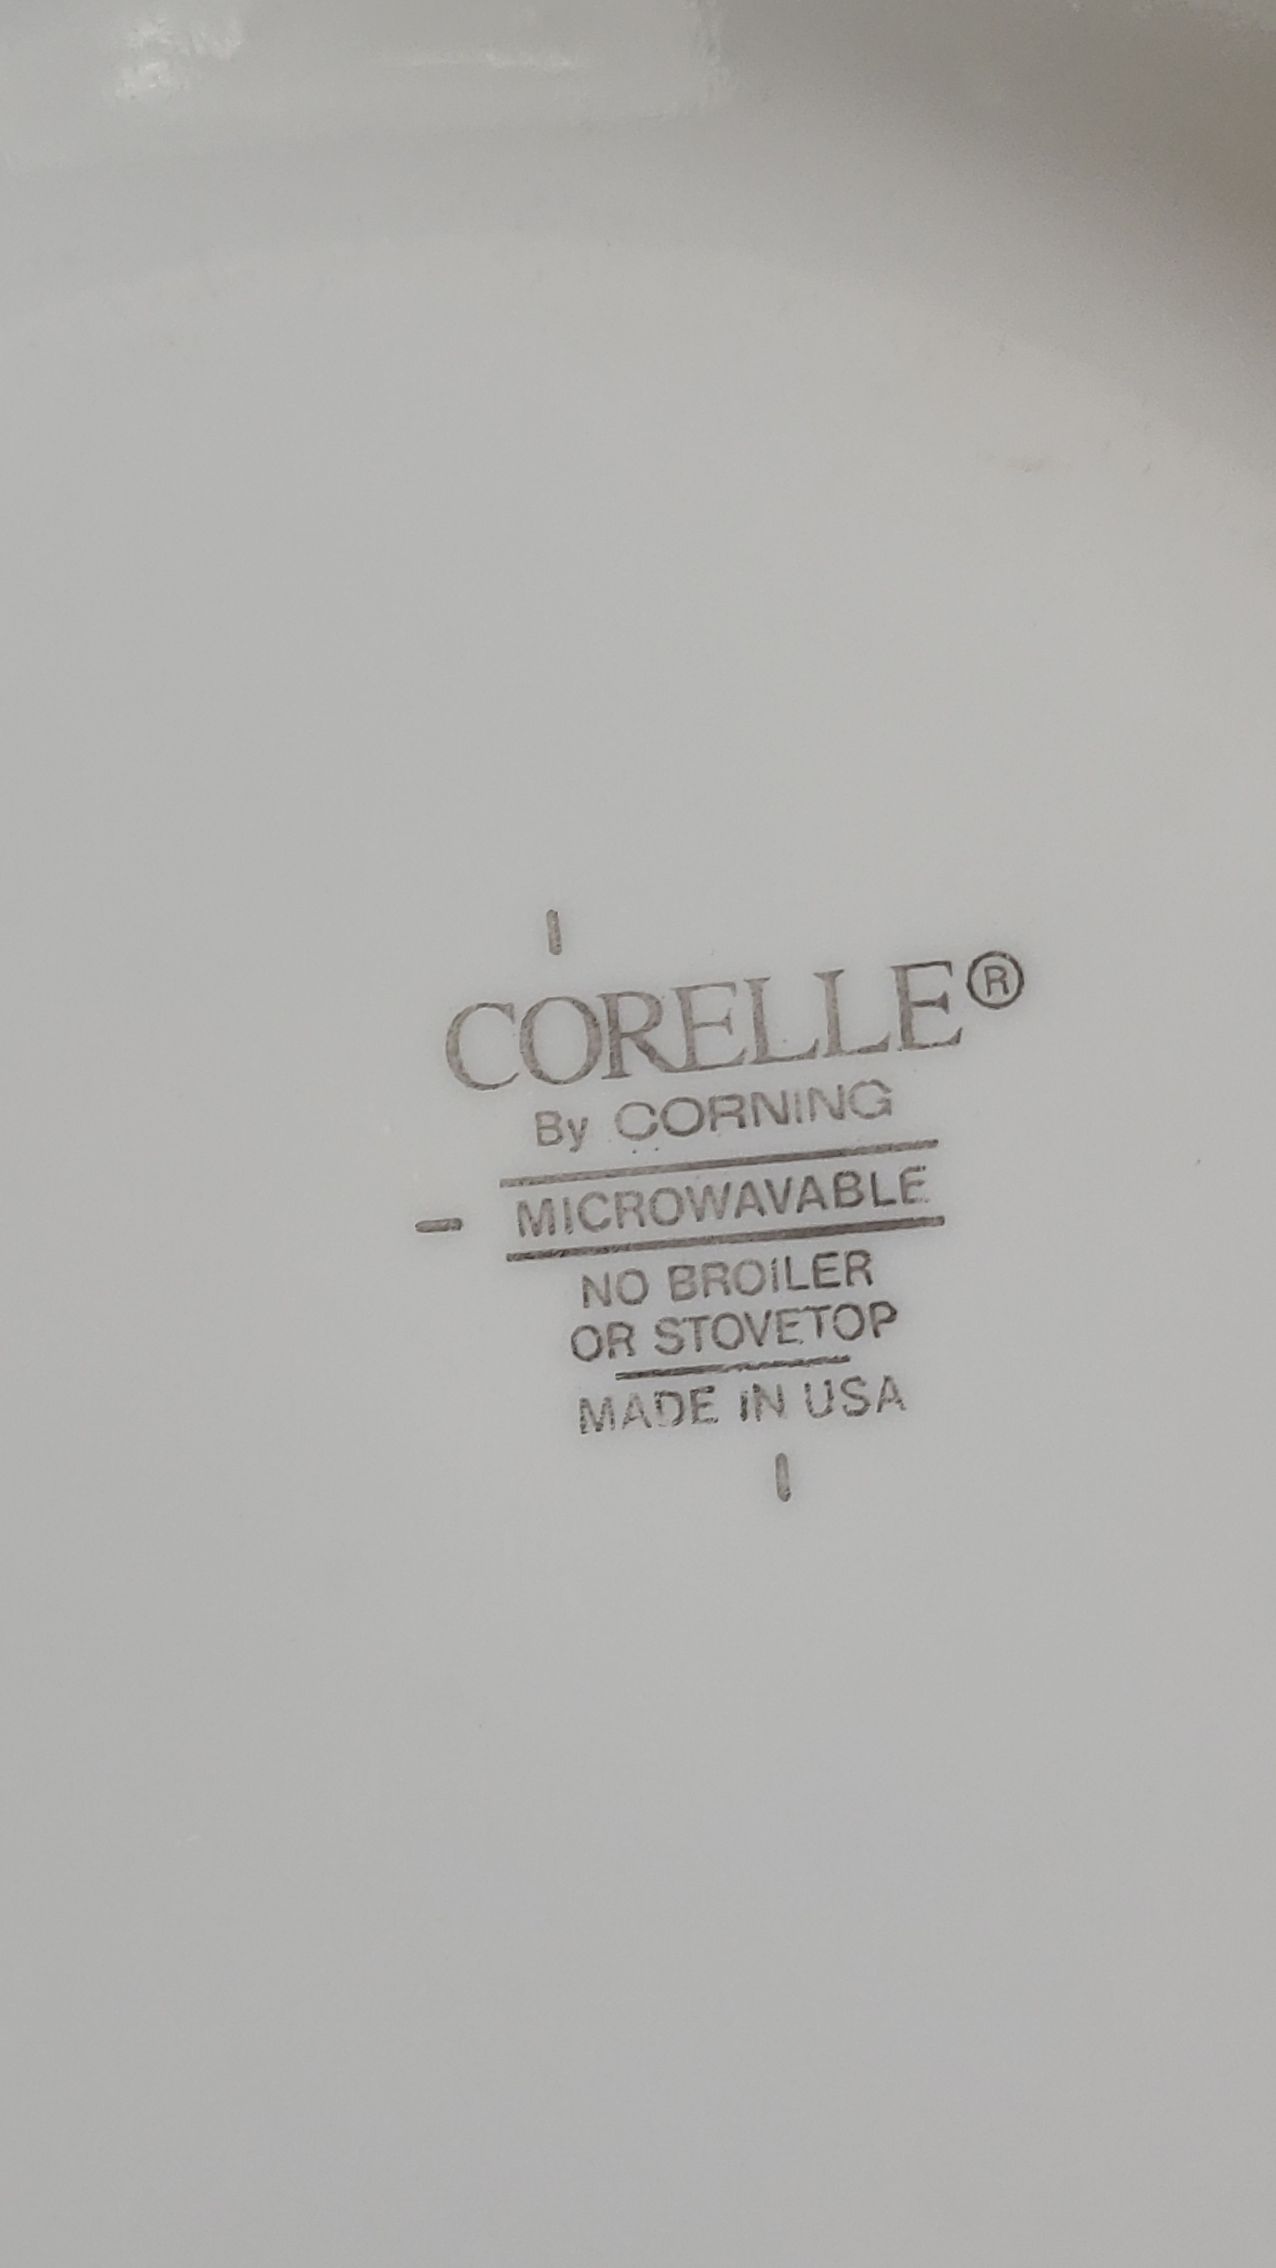 CORELLE®
By CORNING
MICROWAVABLE
NO BROILER
OR STOVETOP
MADE IN USA